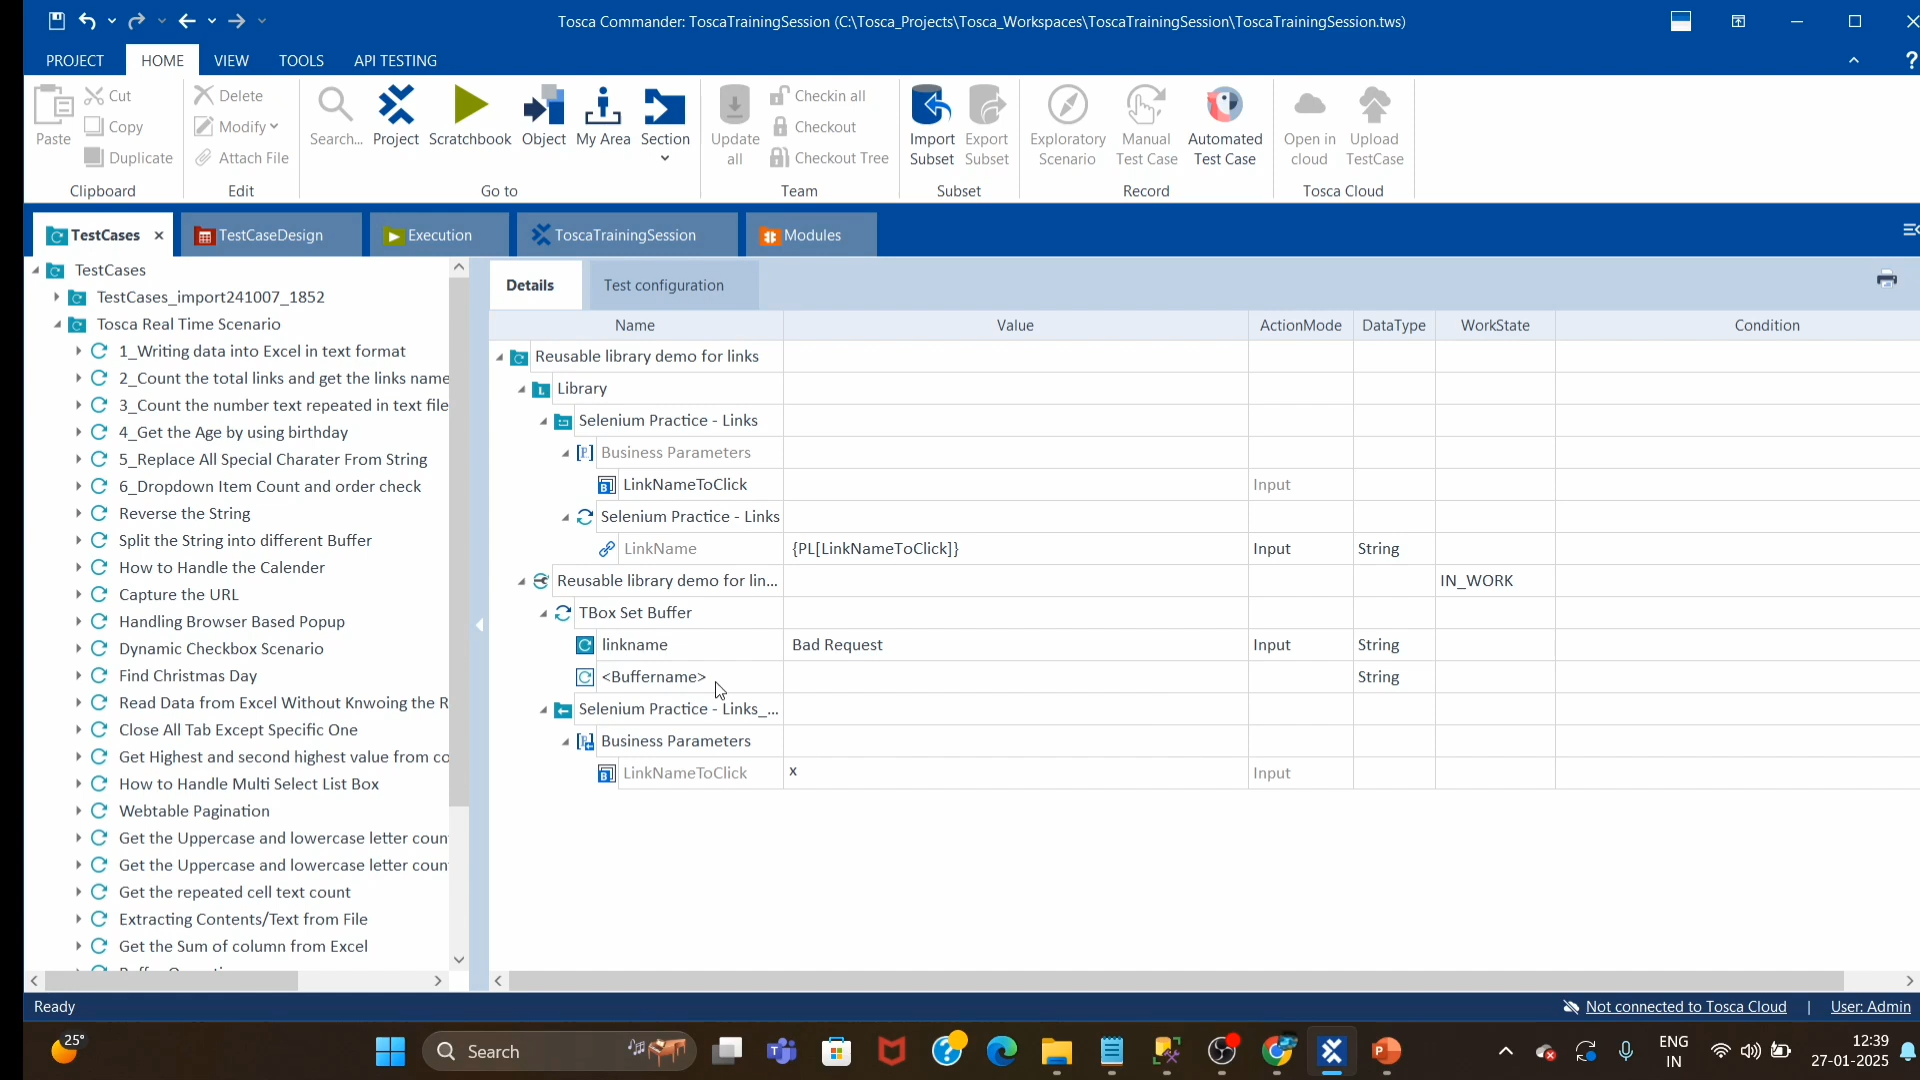 Tosca Commander: ToscaTrainingSession (C:\Tosca_Projects\Tosca_Workspaces\ToscaTrainingSession\ToscaTrainingSession.tws)
PROJECT HOME VIEW TOOLS API TESTING
Paste Cut Copy Duplicate
Clipboard
Delete Modify Attach File
Edit
Search... Project Scratchbook Object My Area Section
Go to
Update all Checkin all Checkout Checkout Tree
Team
Import Subset Export Subset
Subset
Exploratory Scenario Manual Test Case Automated Test Case
Record
Open in cloud Upload TestCase
Tosca Cloud
TestCases TestCaseDesign Execution ToscaTrainingSession Modules
TestCases
TestCases_import241007_1852
Tosca Real Time Scenario
1_Writing data into Excel in text format
2_Count the total links and get the links name
3_Count the number text repeated in text file
4_Get the Age by using birthday
5_Replace All Special Charater From String
6_Dropdown Item Count and order check
Reverse the String
Split the String into different Buffer
How to Handle the Calender
Capture the URL
Handling Browser Based Popup
Dynamic Checkbox Scenario
Find Christmas Day
Read Data from Excel Without Knwoing the R
Close All Tab Except Specific One
Get Highest and second highest value from co
How to Handle Multi Select List Box
Webtable Pagination
Get the Uppercase and lowercase letter coun
Get the Uppercase and lowercase letter coun
Get the repeated cell text count
Extracting Contents/Text from File
Get the Sum of column from Excel
Details Test configuration
Name Value ActionMode DataType WorkState Condition
Reusable library demo for links
Library
Selenium Practice - Links
Business Parameters
LinkNameToClick Input
Selenium Practice - Links
LinkName {PL[LinkNameToClick]} Input String
Reusable library demo for lin... IN_WORK
TBox Set Buffer
linkname Bad Request Input String
<Buffername> String
Selenium Practice - Links_...
Business Parameters
LinkNameToClick x Input
Ready Not connected to Tosca Cloud | User: Admin
25° Search ENG IN 12:39 27-01-2025